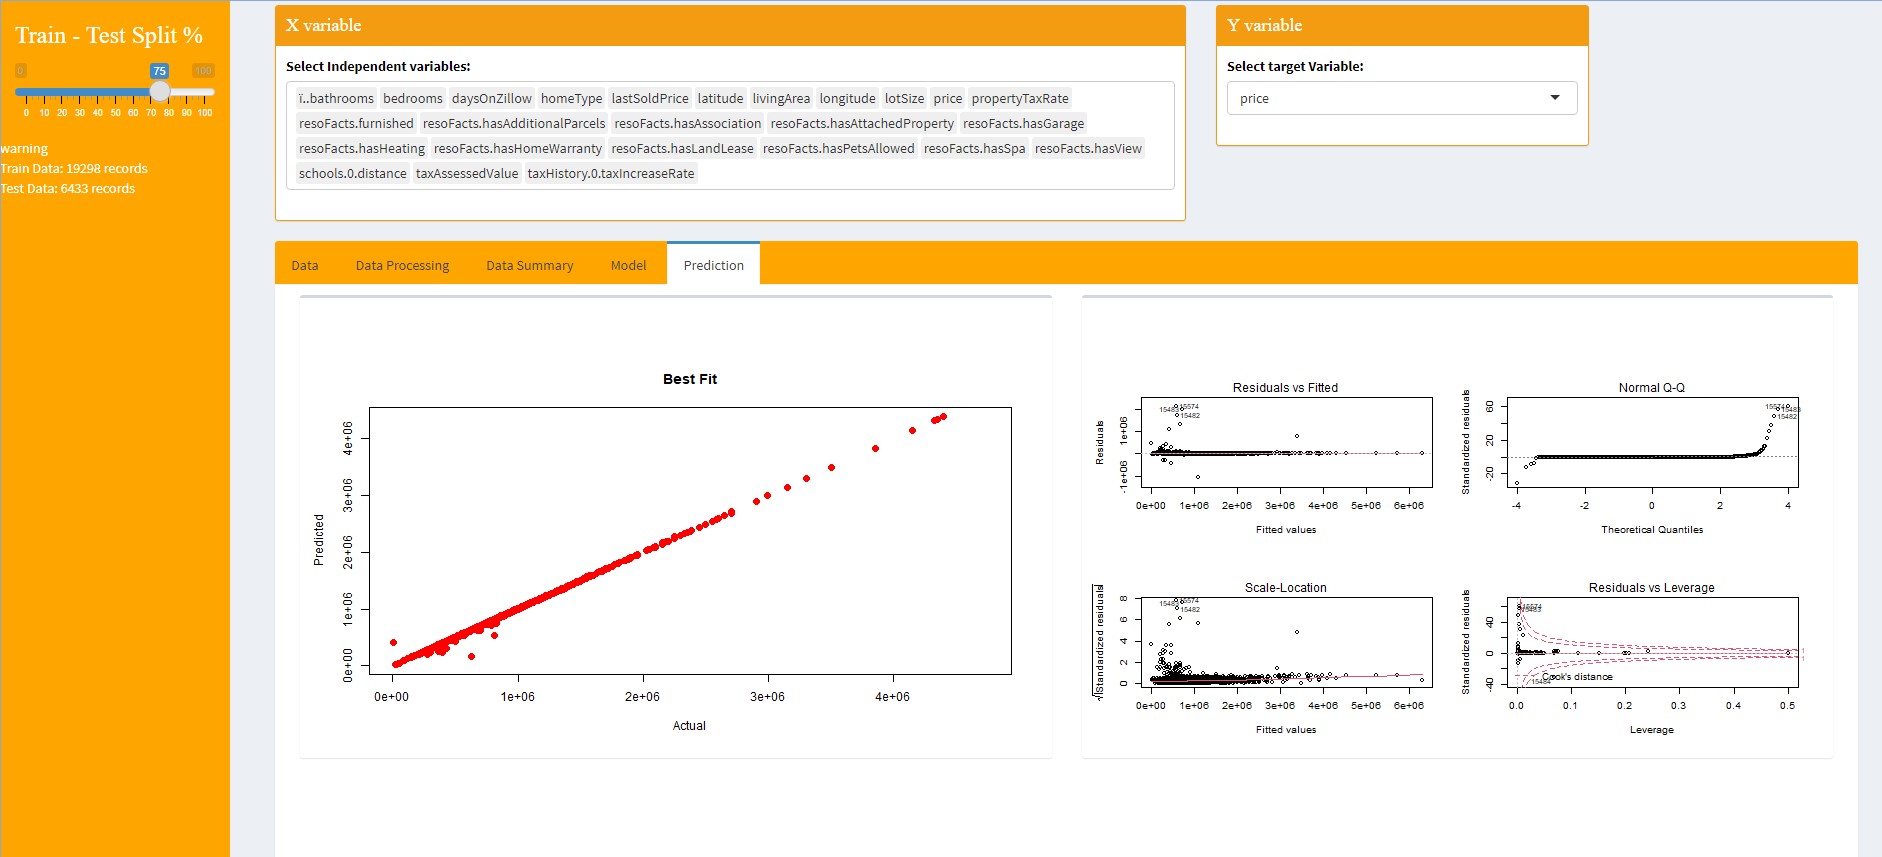 Train - Test Split %
0 75 100
0 10 20 30 40 50 60 70 80 90 100
warning
Train Data: 19298 records
Test Data: 6433 records
X variable
Select Independent variables:
ï..bathrooms bedrooms daysOnZillow homeType lastSoldPrice latitude livingArea longitude lotSize price propertyTaxRate
resoFacts.furnished resoFacts.hasAdditionalParcels resoFacts.hasAssociation resoFacts.hasAttachedProperty resoFacts.hasGarage
resoFacts.hasHeating resoFacts.hasHomeWarranty resoFacts.hasLandLease resoFacts.hasPetsAllowed resoFacts.hasSpa resoFacts.hasView
schools.0.distance taxAssessedValue taxHistory.0.taxIncreaseRate
Y variable
Select target Variable:
price
Data Data Processing Data Summary Model Prediction
Best Fit
Predicted
0e+00 1e+06 2e+06 3e+06 4e+06
0e+00 1e+06 2e+06 3e+06 4e+06
Actual
Residuals vs Fitted
Residuals
-1e+06 1e+06
15574
15482
0e+00 1e+06 2e+06 3e+06 4e+06 5e+06 6e+06
Fitted values
Normal Q-Q
Standardized residuals
-20 20 60
15574
15482
-4 -2 0 2 4
Theoretical Quantiles
Scale-Location
√|Standardized residuals|
0 2 4 6 8
15574
15482
0e+00 1e+06 2e+06 3e+06 4e+06 5e+06 6e+06
Fitted values
Residuals vs Leverage
Standardized residuals
-40 0 40
15574
Cook's distance
15484
0.0 0.1 0.2 0.3 0.4 0.5
Leverage